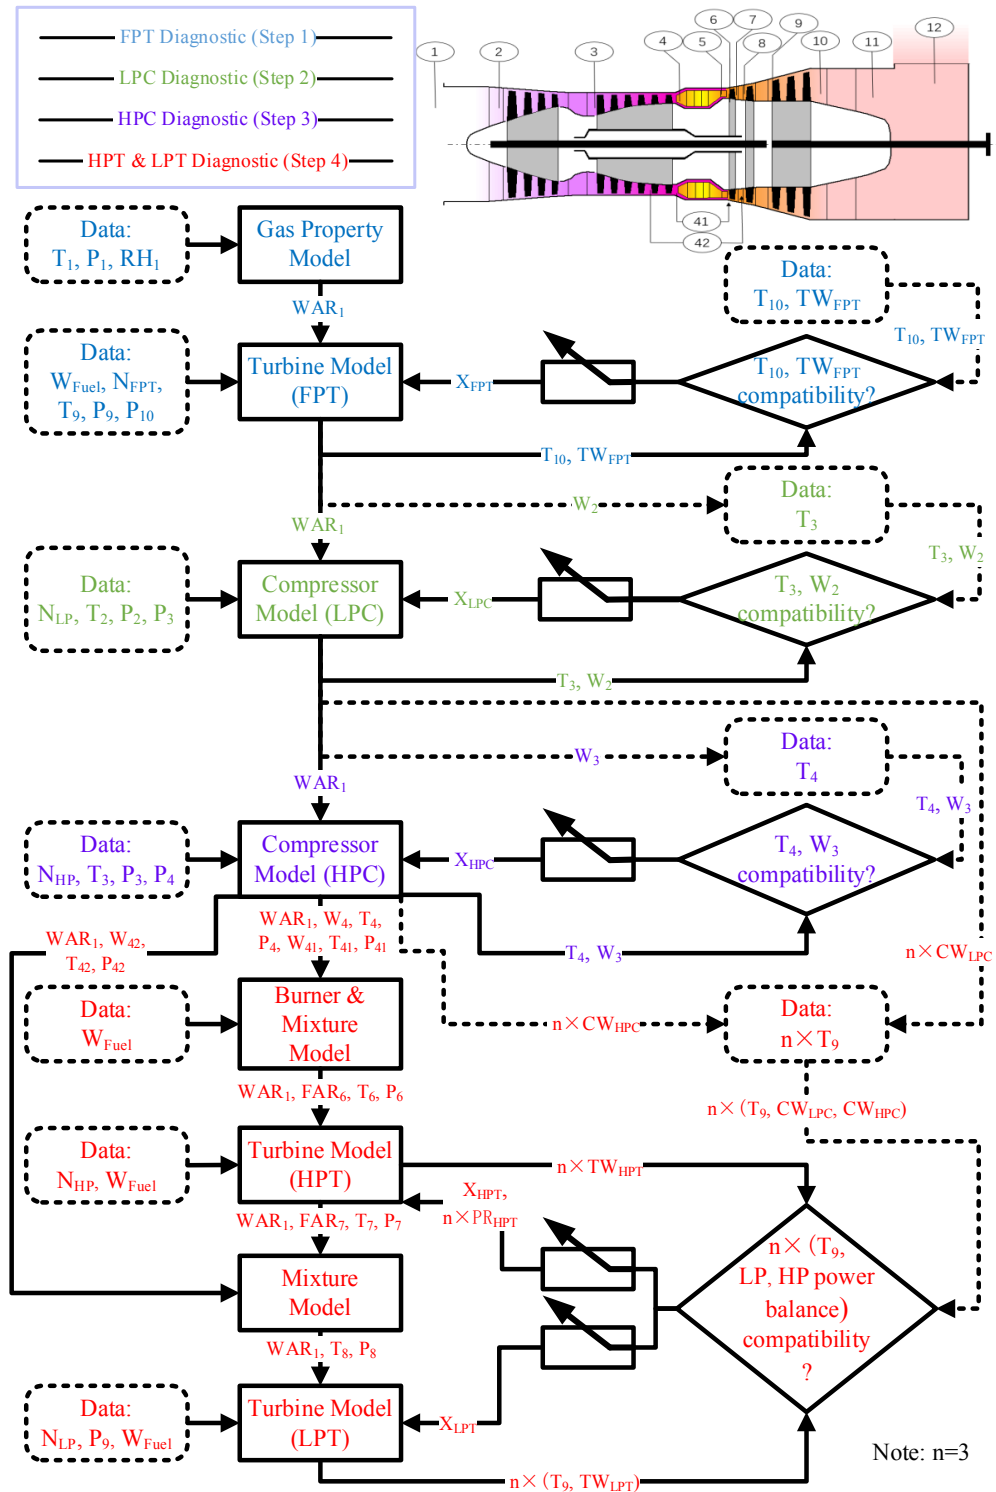 FPT Diagnostic (Step 1)
LPC Diagnostic (Step 2)
HPC Diagnostic (Step 3)
HPT & LPT Diagnostic (Step 4)
1
2
3
4
5
6
7
8
9
10
11
12
41
42
Data:
T1, P1, RH1
Gas Property
Model
WAR1
Data:
T10, TWFPT
T10, TWFPT
Data:
WFuel, NFPT,
T9, P9, P10
Turbine Model
(FPT)
XFPT
T10, TWFPT
compatibility?
T10, TWFPT
W2
Data:
T3
WAR1
T3, W2
Data:
NLP, T2, P2, P3
Compressor
Model (LPC)
XLPC
T3, W2
compatibility?
T3, W2
W3
Data:
T4
WAR1
T4, W3
Data:
NHP, T3, P3, P4
Compressor
Model (HPC)
XHPC
T4, W3
compatibility?
WAR1, W42,
T42, P42
WAR1, W4, T4,
P4, W41, T41, P41
T4, W3
n×CWLPC
Data:
WFuel
Burner &
Mixture
Model
n×CWHPC
Data:
n×T9
WAR1, FAR6, T6, P6
n×(T9, CWLPC, CWHPC)
Data:
NHP, WFuel
Turbine Model
(HPT)
n×TWHPT
XHPT,
n×PRHPT
WAR1, FAR7, T7, P7
Mixture
Model
n×(T9,
LP, HP power
balance)
compatibility
?
WAR1, T8, P8
Data:
NLP, P9, WFuel
Turbine Model
(LPT)
XLPT
n×(T9, TWLPT)
Note: n=3